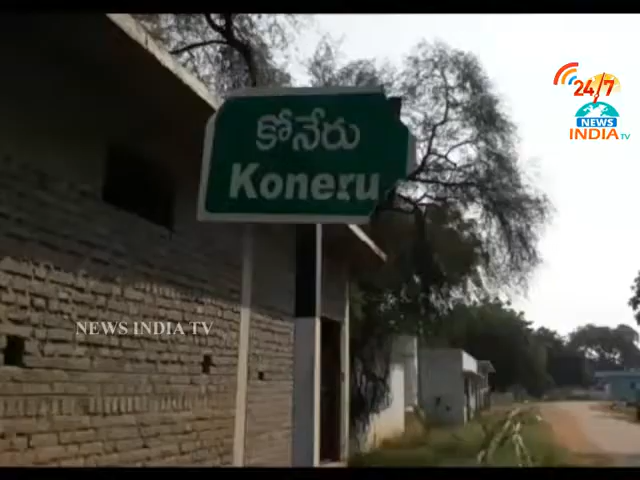 కోనేరు
Koneru
24/7
NEWS
INDIA TV
NEWS INDIA TV